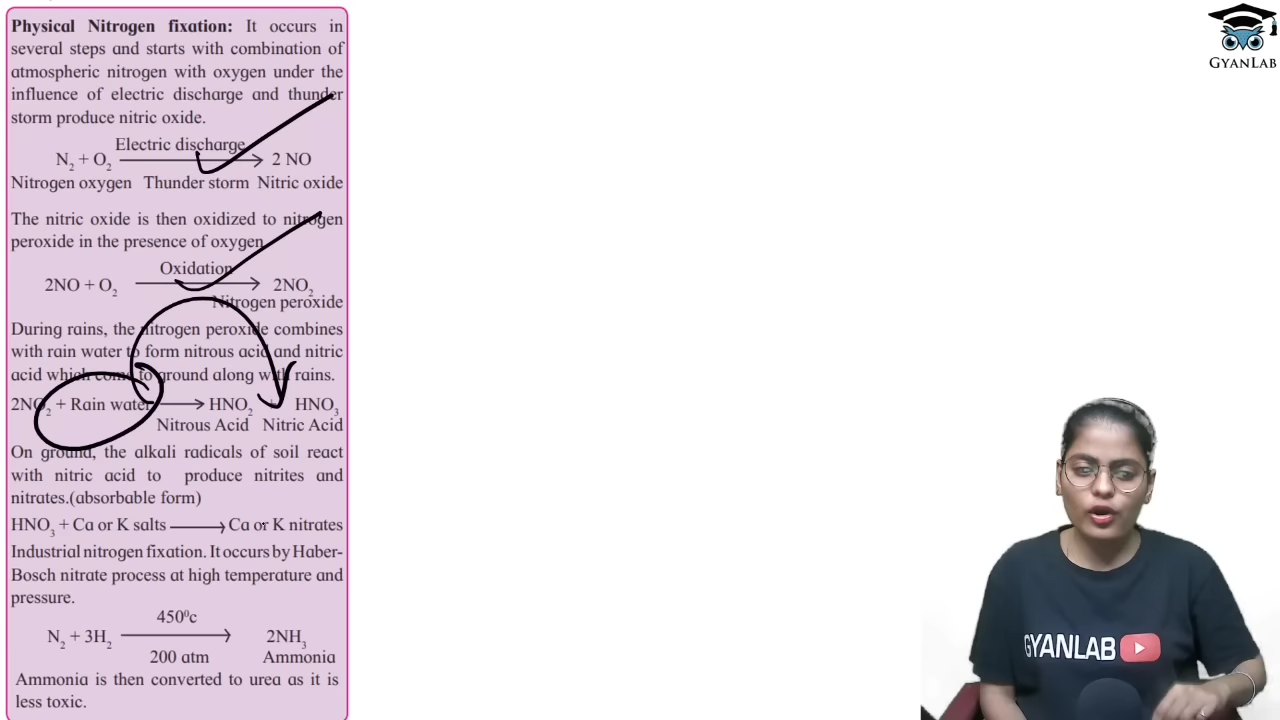 Physical Nitrogen fixation: It occurs in
several steps and starts with combination of
atmospheric nitrogen with oxygen under the
influence of electric discharge and thunder
storm produce nitric oxide.
Electric discharge
N₂ + O₂ ⟶ 2 NO
Nitrogen oxygen Thunder storm Nitric oxide
The nitric oxide is then oxidized to nitrogen
peroxide in the presence of oxygen
Oxidation
2NO + O₂ ⟶ 2NO₂
Nitrogen peroxide
During rains, the nitrogen peroxide combines
with rain water to form nitrous acid and nitric
acid which come to ground along with rains.
2NO₂ + Rain water ⟶ HNO₂ + HNO₃
Nitrous Acid Nitric Acid
On ground, the alkali radicals of soil react
with nitric acid to produce nitrites and
nitrates.(absorbable form)
HNO₃ + Ca or K salts ⟶ Ca or K nitrates
Industrial nitrogen fixation. It occurs by Haber-
Bosch nitrate process at high temperature and
pressure.
450⁰c
N₂ + 3H₂ ⟶ 2NH₃
200 atm Ammonia
Ammonia is then converted to urea as it is
less toxic.
GYANLAB
GYANLAB